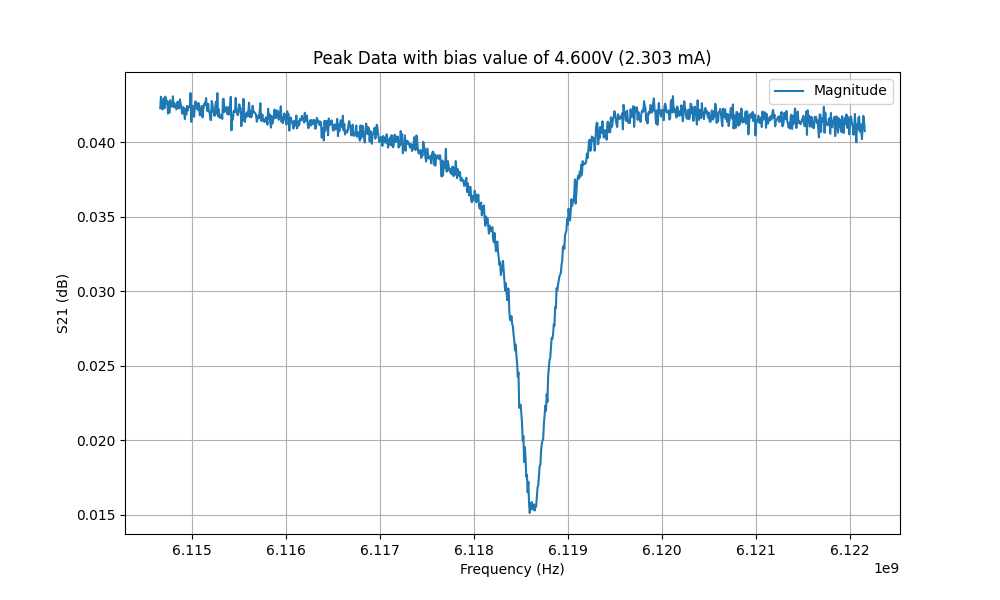 Peak Data with bias value of 4.600V (2.303 mA)
Magnitude
0.040
0.035
0.030
0.025
0.020
0.015
S21 (dB)
6.115 6.116 6.117 6.118 6.119 6.120 6.121 6.122
1e9
Frequency (Hz)